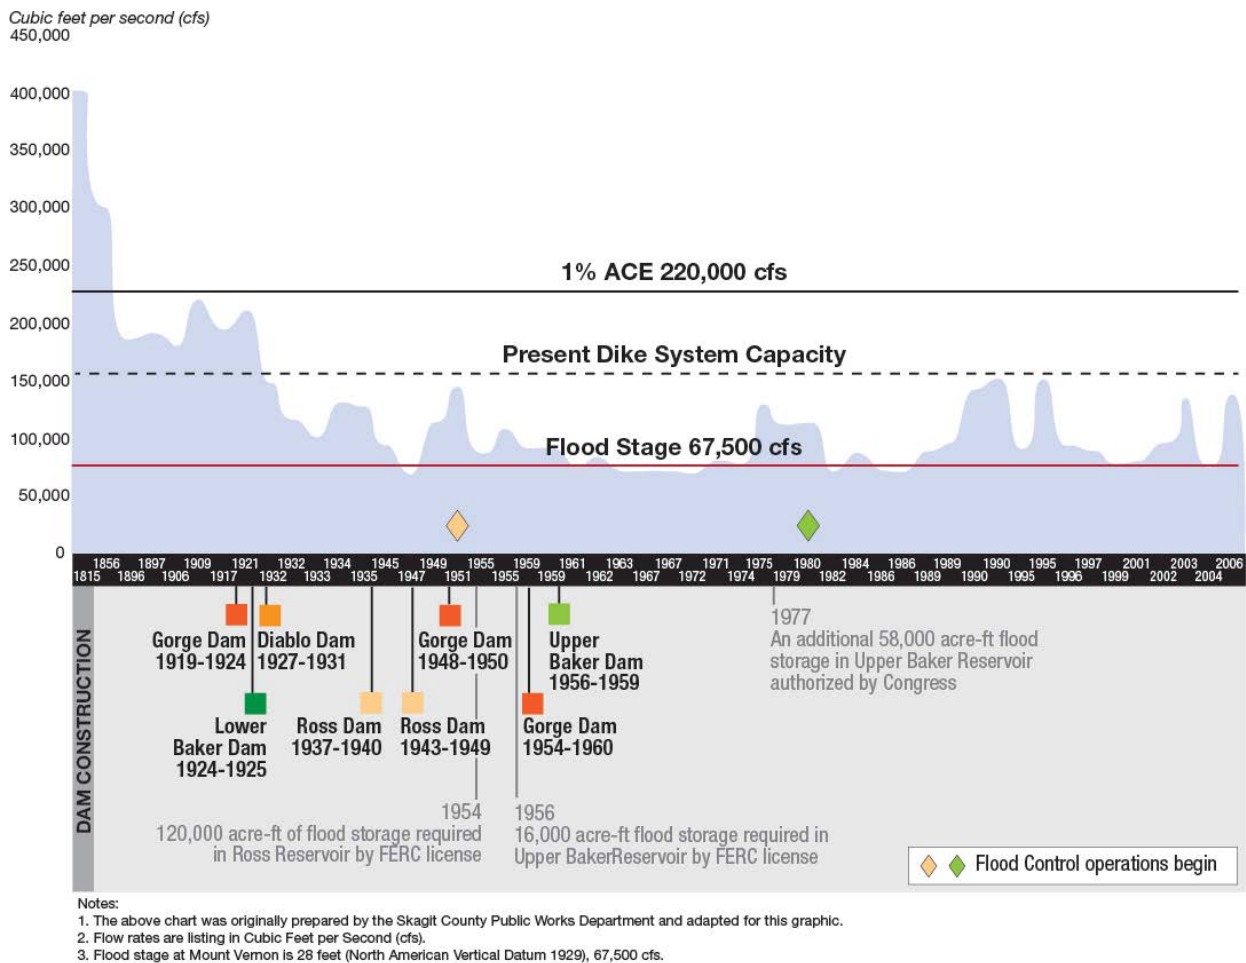 Cubic feet per second (cfs)
450,000
400,000
350,000
300,000
250,000
200,000
150,000
100,000
50,000
0
1% ACE 220,000 cfs
Present Dike System Capacity
Flood Stage 67,500 cfs
1856 1897 1909 1921 1932 1934 1945 1949 1955 1959 1961 1963 1967 1971 1975 1980 1984 1986 1990 1995 1997 2001 2003 2006
1815 1896 1906 1917 1932 1933 1935 1947 1951 1955 1959 1962 1967 1972 1974 1979 1982 1986 1989 1990 1995 1996 1999 2002 2004
DAM CONSTRUCTION
Gorge Dam
1919-1924
Diablo Dam
1927-1931
Gorge Dam
1948-1950
Upper
Baker Dam
1956-1959
1977
An additional 58,000 acre-ft flood
storage in Upper Baker Reservoir
authorized by Congress
Lower
Baker Dam
1924-1925
Ross Dam
1937-1940
Ross Dam
1943-1949
Gorge Dam
1954-1960
1954
120,000 acre-ft of flood storage required
in Ross Reservoir by FERC license
1956
16,000 acre-ft flood storage required in
Upper BakerReservoir by FERC license
Flood Control operations begin
Notes:
1. The above chart was originally prepared by the Skagit County Public Works Department and adapted for this graphic.
2. Flow rates are listing in Cubic Feet per Second (cfs).
3. Flood stage at Mount Vernon is 28 feet (North American Vertical Datum 1929), 67,500 cfs.